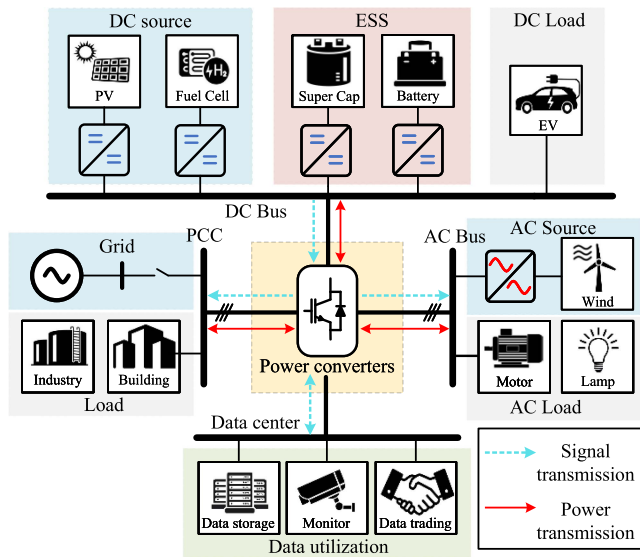 DC source
ESS
DC Load
PV
Fuel Cell
H₂
Super Cap
Battery
EV
DC Bus
PCC
AC Bus
Grid
AC Source
Wind
Industry
Building
Load
Power converters
Motor
Lamp
AC Load
Data center
Data storage
Monitor
Data trading
Data utilization
Signal
transmission
Power
transmission